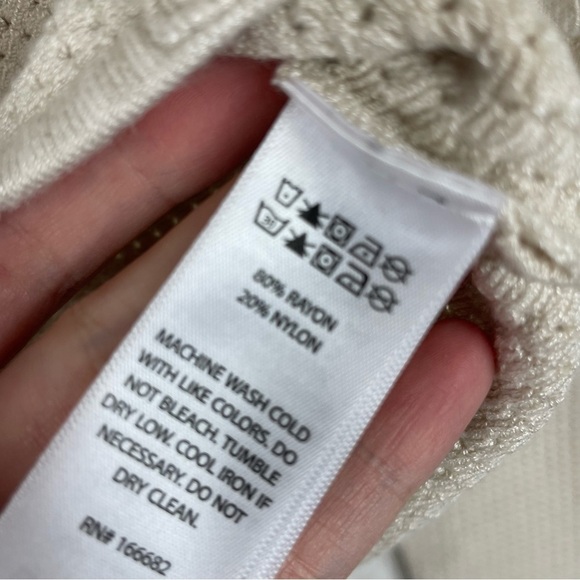 80% RAYON
20% NYLON
MACHINE WASH COLD
WITH LIKE COLORS. DO
NOT BLEACH. TUMBLE
DRY LOW. COOL IRON IF
NECESSARY. DO NOT
DRY CLEAN.
RN# 166682